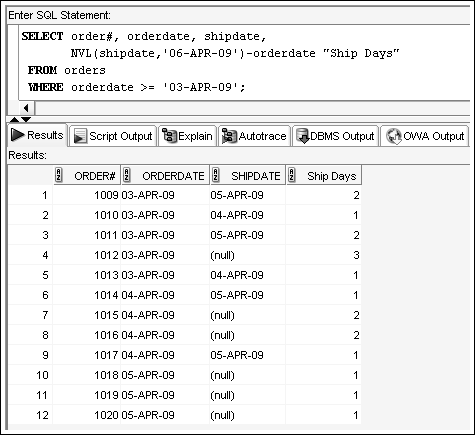 Enter SQL Statement:
SELECT order#, orderdate, shipdate,
NVL(shipdate,'06-APR-09')-orderdate "Ship Days"
FROM orders
WHERE orderdate >= '03-APR-09';
Results Script Output Explain Autotrace DBMS Output OWA Output
Results:
ORDER# ORDERDATE SHIPDATE Ship Days
1 1009 03-APR-09 05-APR-09 2
2 1010 03-APR-09 04-APR-09 1
3 1011 03-APR-09 05-APR-09 2
4 1012 03-APR-09 (null) 3
5 1013 03-APR-09 04-APR-09 1
6 1014 04-APR-09 05-APR-09 1
7 1015 04-APR-09 (null) 2
8 1016 04-APR-09 (null) 2
9 1017 04-APR-09 05-APR-09 1
10 1018 05-APR-09 (null) 1
11 1019 05-APR-09 (null) 1
12 1020 05-APR-09 (null) 1